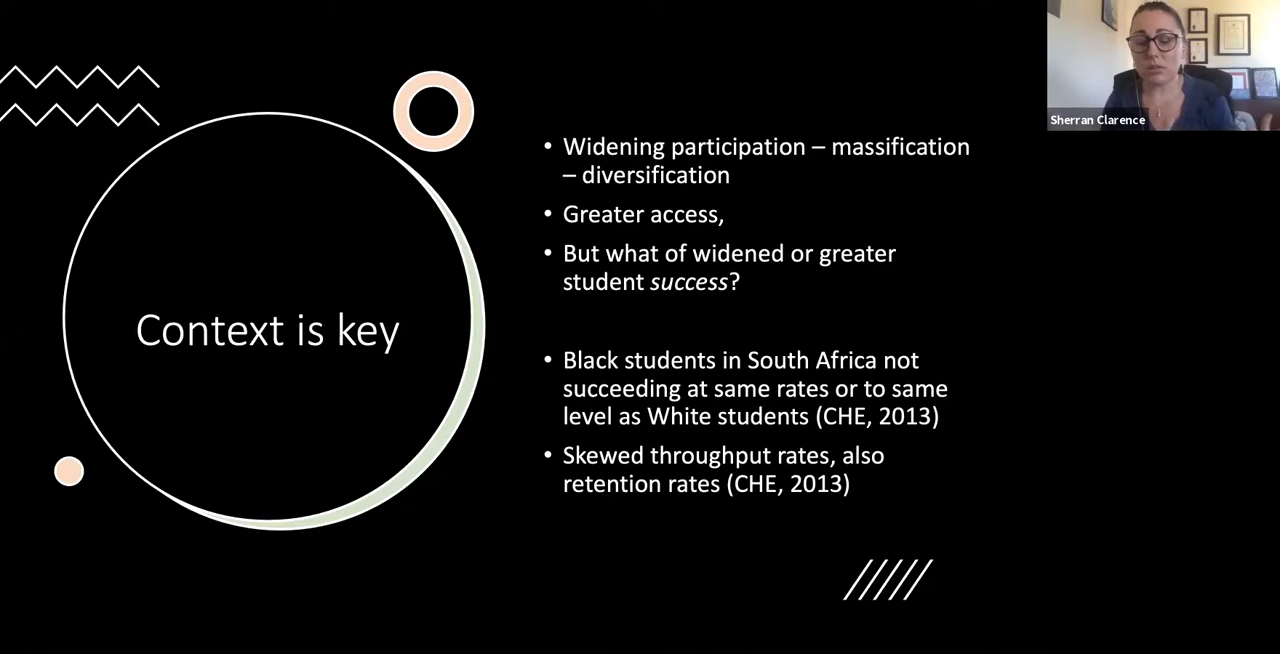 Context is key
• Widening participation – massification
– diversification
• Greater access,
• But what of widened or greater
student success?
• Black students in South Africa not
succeeding at same rates or to same
level as White students (CHE, 2013)
• Skewed throughput rates, also
retention rates (CHE, 2013)
Sherran Clarence